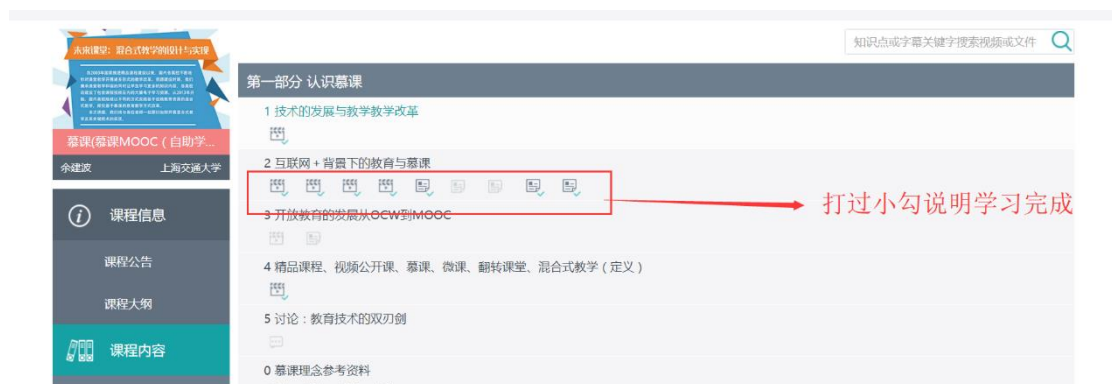 知识点或字幕关键字搜索视频或文件
未来课堂：混合式教学的设计与实现
慕课(慕课MOOC ( 自助学...
余建波
上海交通大学
课程信息
课程公告
课程大纲
课程内容
第一部分 认识慕课
1 技术的发展与教学教学改革
2 互联网 + 背景下的教育与慕课
打过小勾说明学习完成
3 开放教育的发展从OCW到MOOC
4 精品课程、视频公开课、慕课、微课、翻转课堂、混合式教学 ( 定义 )
5 讨论 : 教育技术的双刃剑
0 慕课理念参考资料